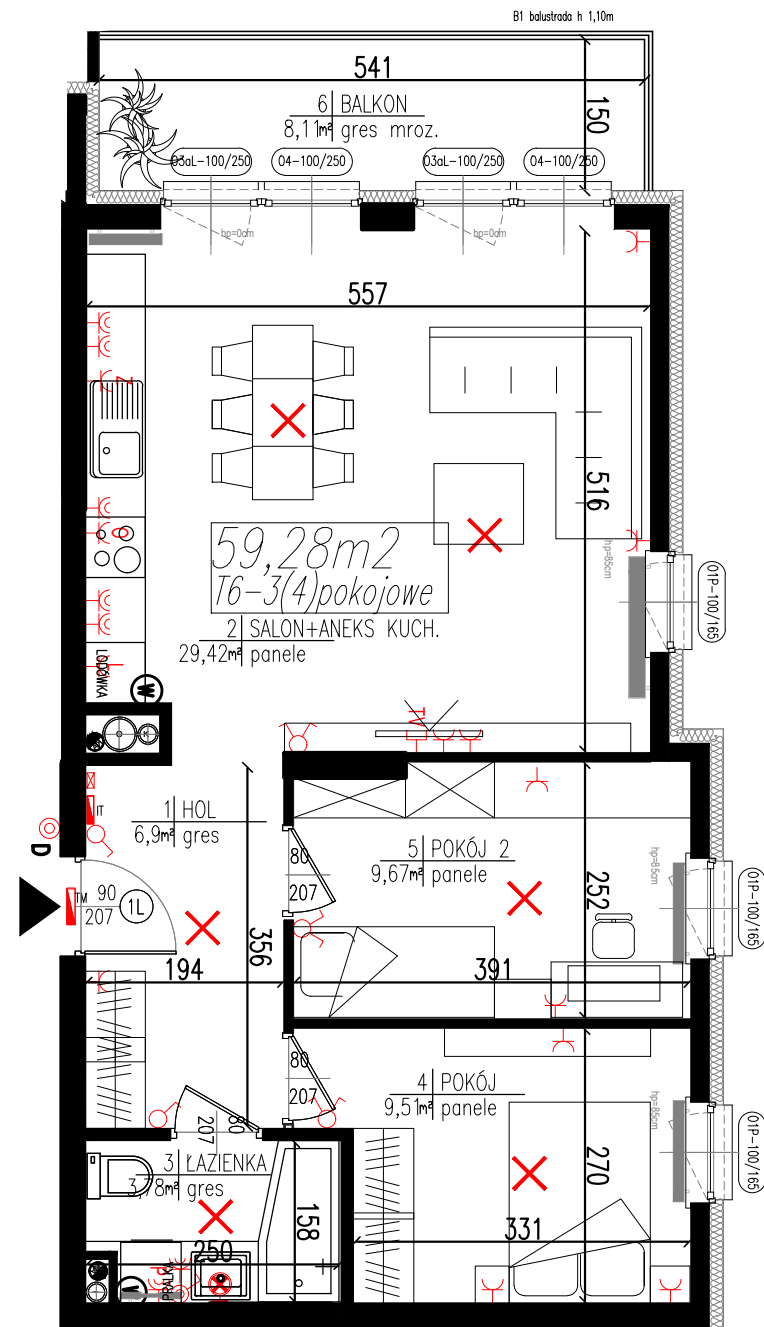 B1 balustrada h 1,10m
541
150
6 BALKON
8,11m² gres mroz.
03aL-100/250
04-100/250
03aL-100/250
04-100/250
hp=0cm
hp=0cm
557
516
Z
59,28m2
T6-3(4)pokojowe
2 SALON+ANEKS KUCH.
29,42m² panele
hp=85cm
01P-100/165
LODÓWKA
W
TV
1 HOL
6,9m² gres
IT
D
TM
90
207
1L
80
207
5 POKÓJ 2
9,67m² panele
252
hp=85cm
01P-100/165
356
194
391
80
207
4 POKÓJ
9,51m² panele
hp=85cm
01P-100/165
270
80
207
3 ŁAZIENKA
3,78m² gres
158
331
250
PRALKA
W